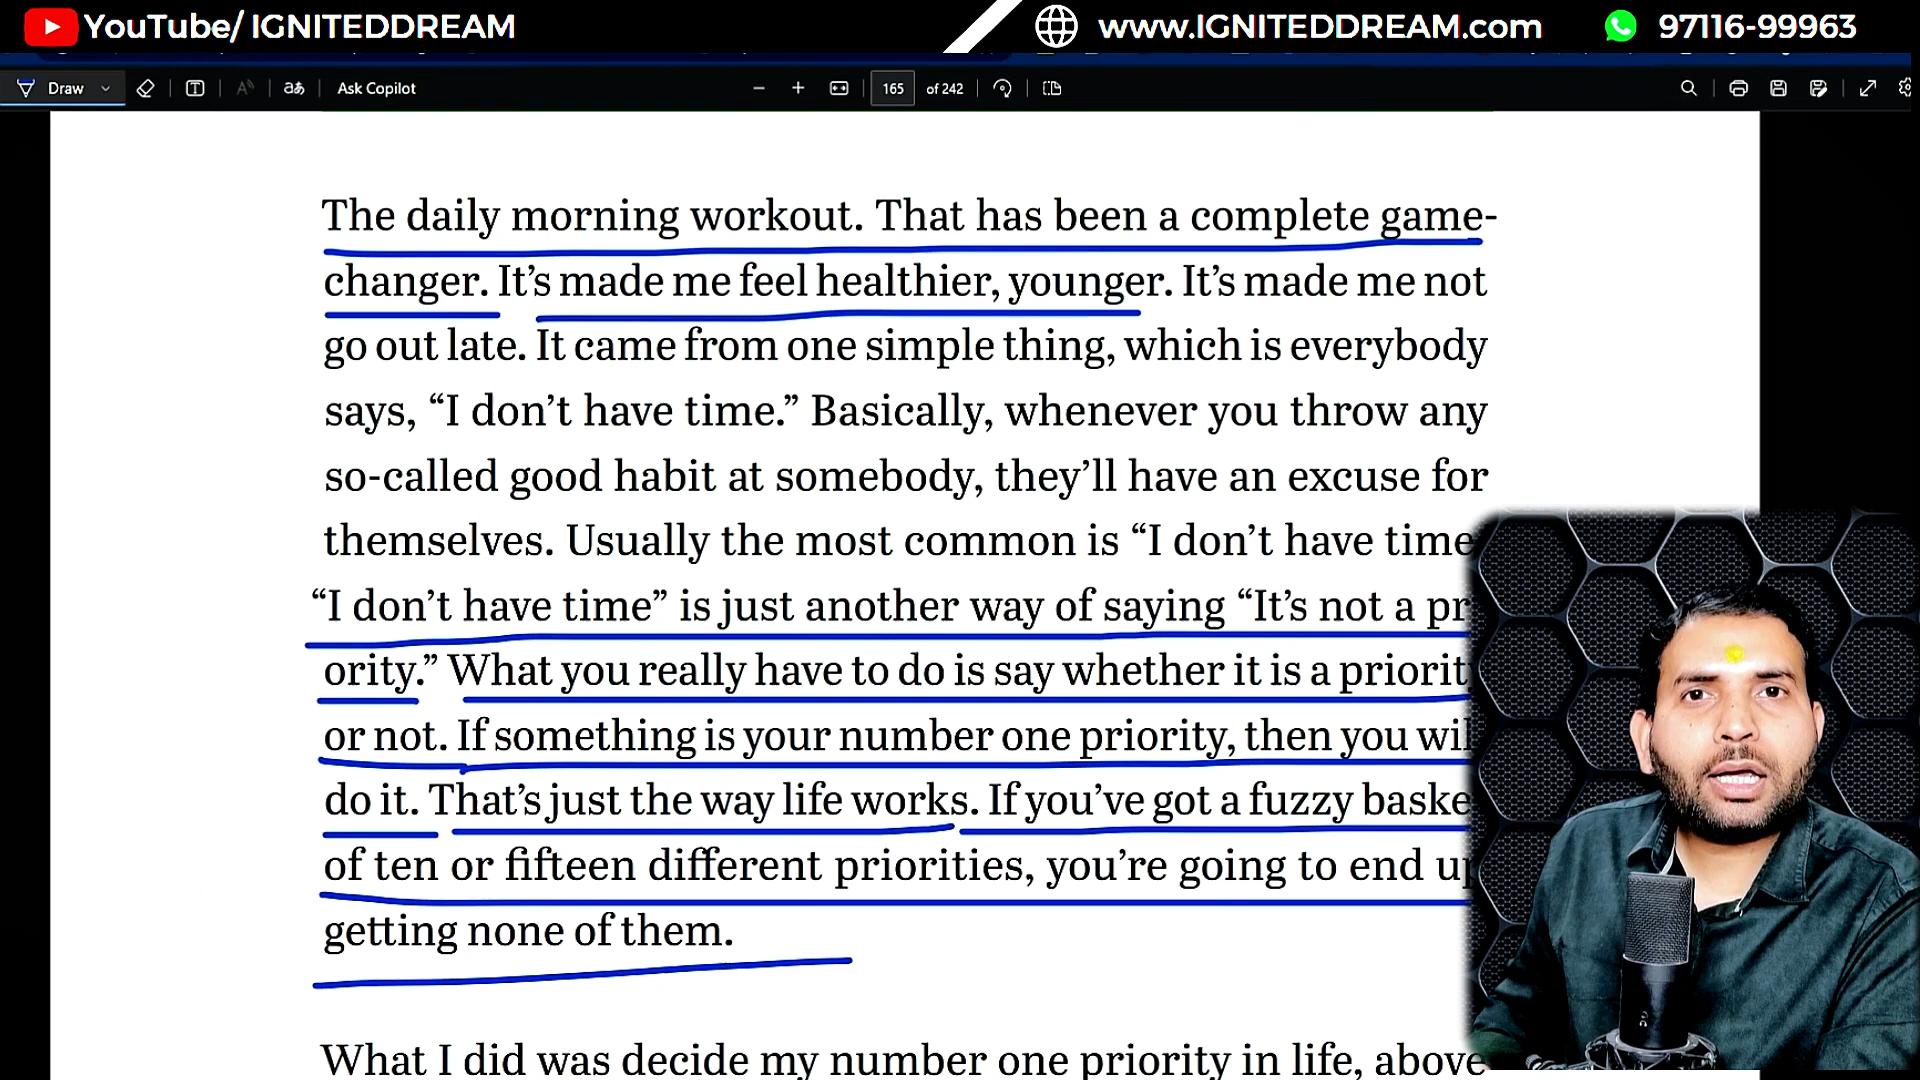 YouTube/ IGNITEDDREAM
www.IGNITEDDREAM.com
97116-99963
Draw
aあ
Ask Copilot
165 of 242
The daily morning workout. That has been a complete game-
changer. It’s made me feel healthier, younger. It’s made me not
go out late. It came from one simple thing, which is everybody
says, “I don’t have time.” Basically, whenever you throw any
so-called good habit at somebody, they’ll have an excuse for
themselves. Usually the most common is “I don’t have time
“I don’t have time” is just another way of saying “It’s not a pr
ority.” What you really have to do is say whether it is a priority
or not. If something is your number one priority, then you wil
do it. That’s just the way life works. If you’ve got a fuzzy baske
of ten or fifteen different priorities, you’re going to end up
getting none of them.
What I did was decide my number one priority in life, above